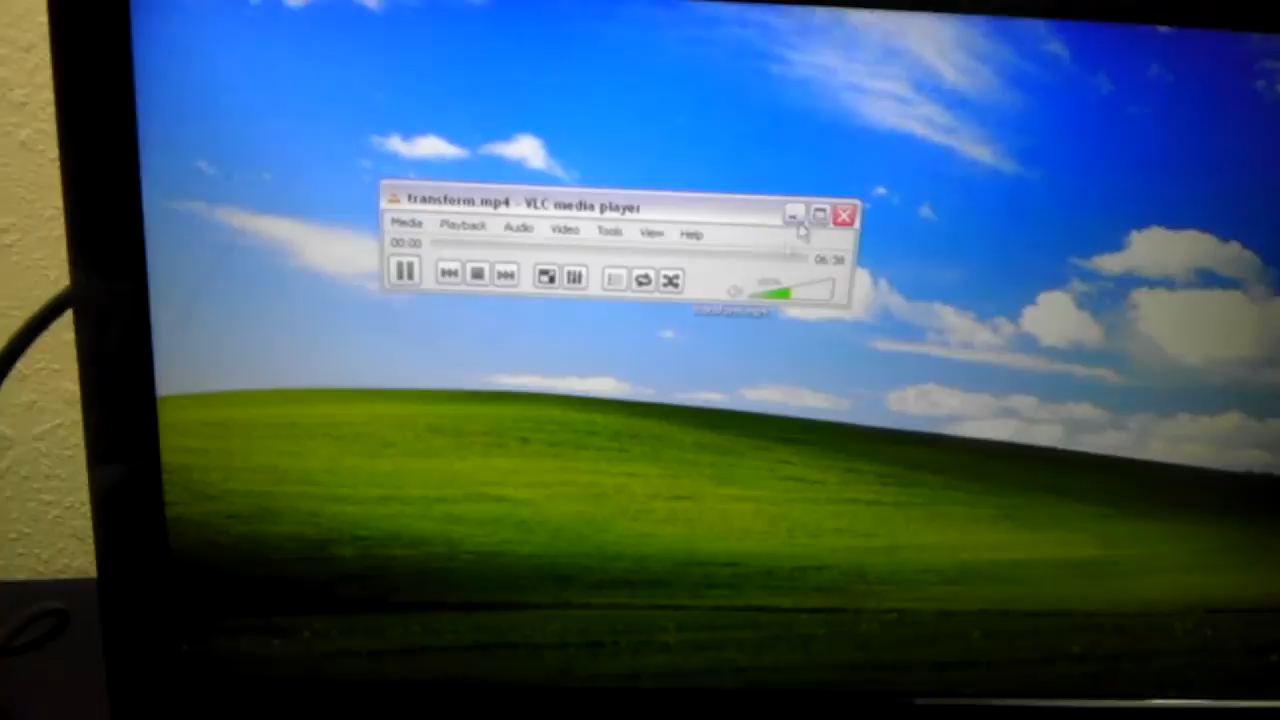 transform.mp4 - VLC media player
Media Playback Audio Video Tools View Help
00:00 06:38